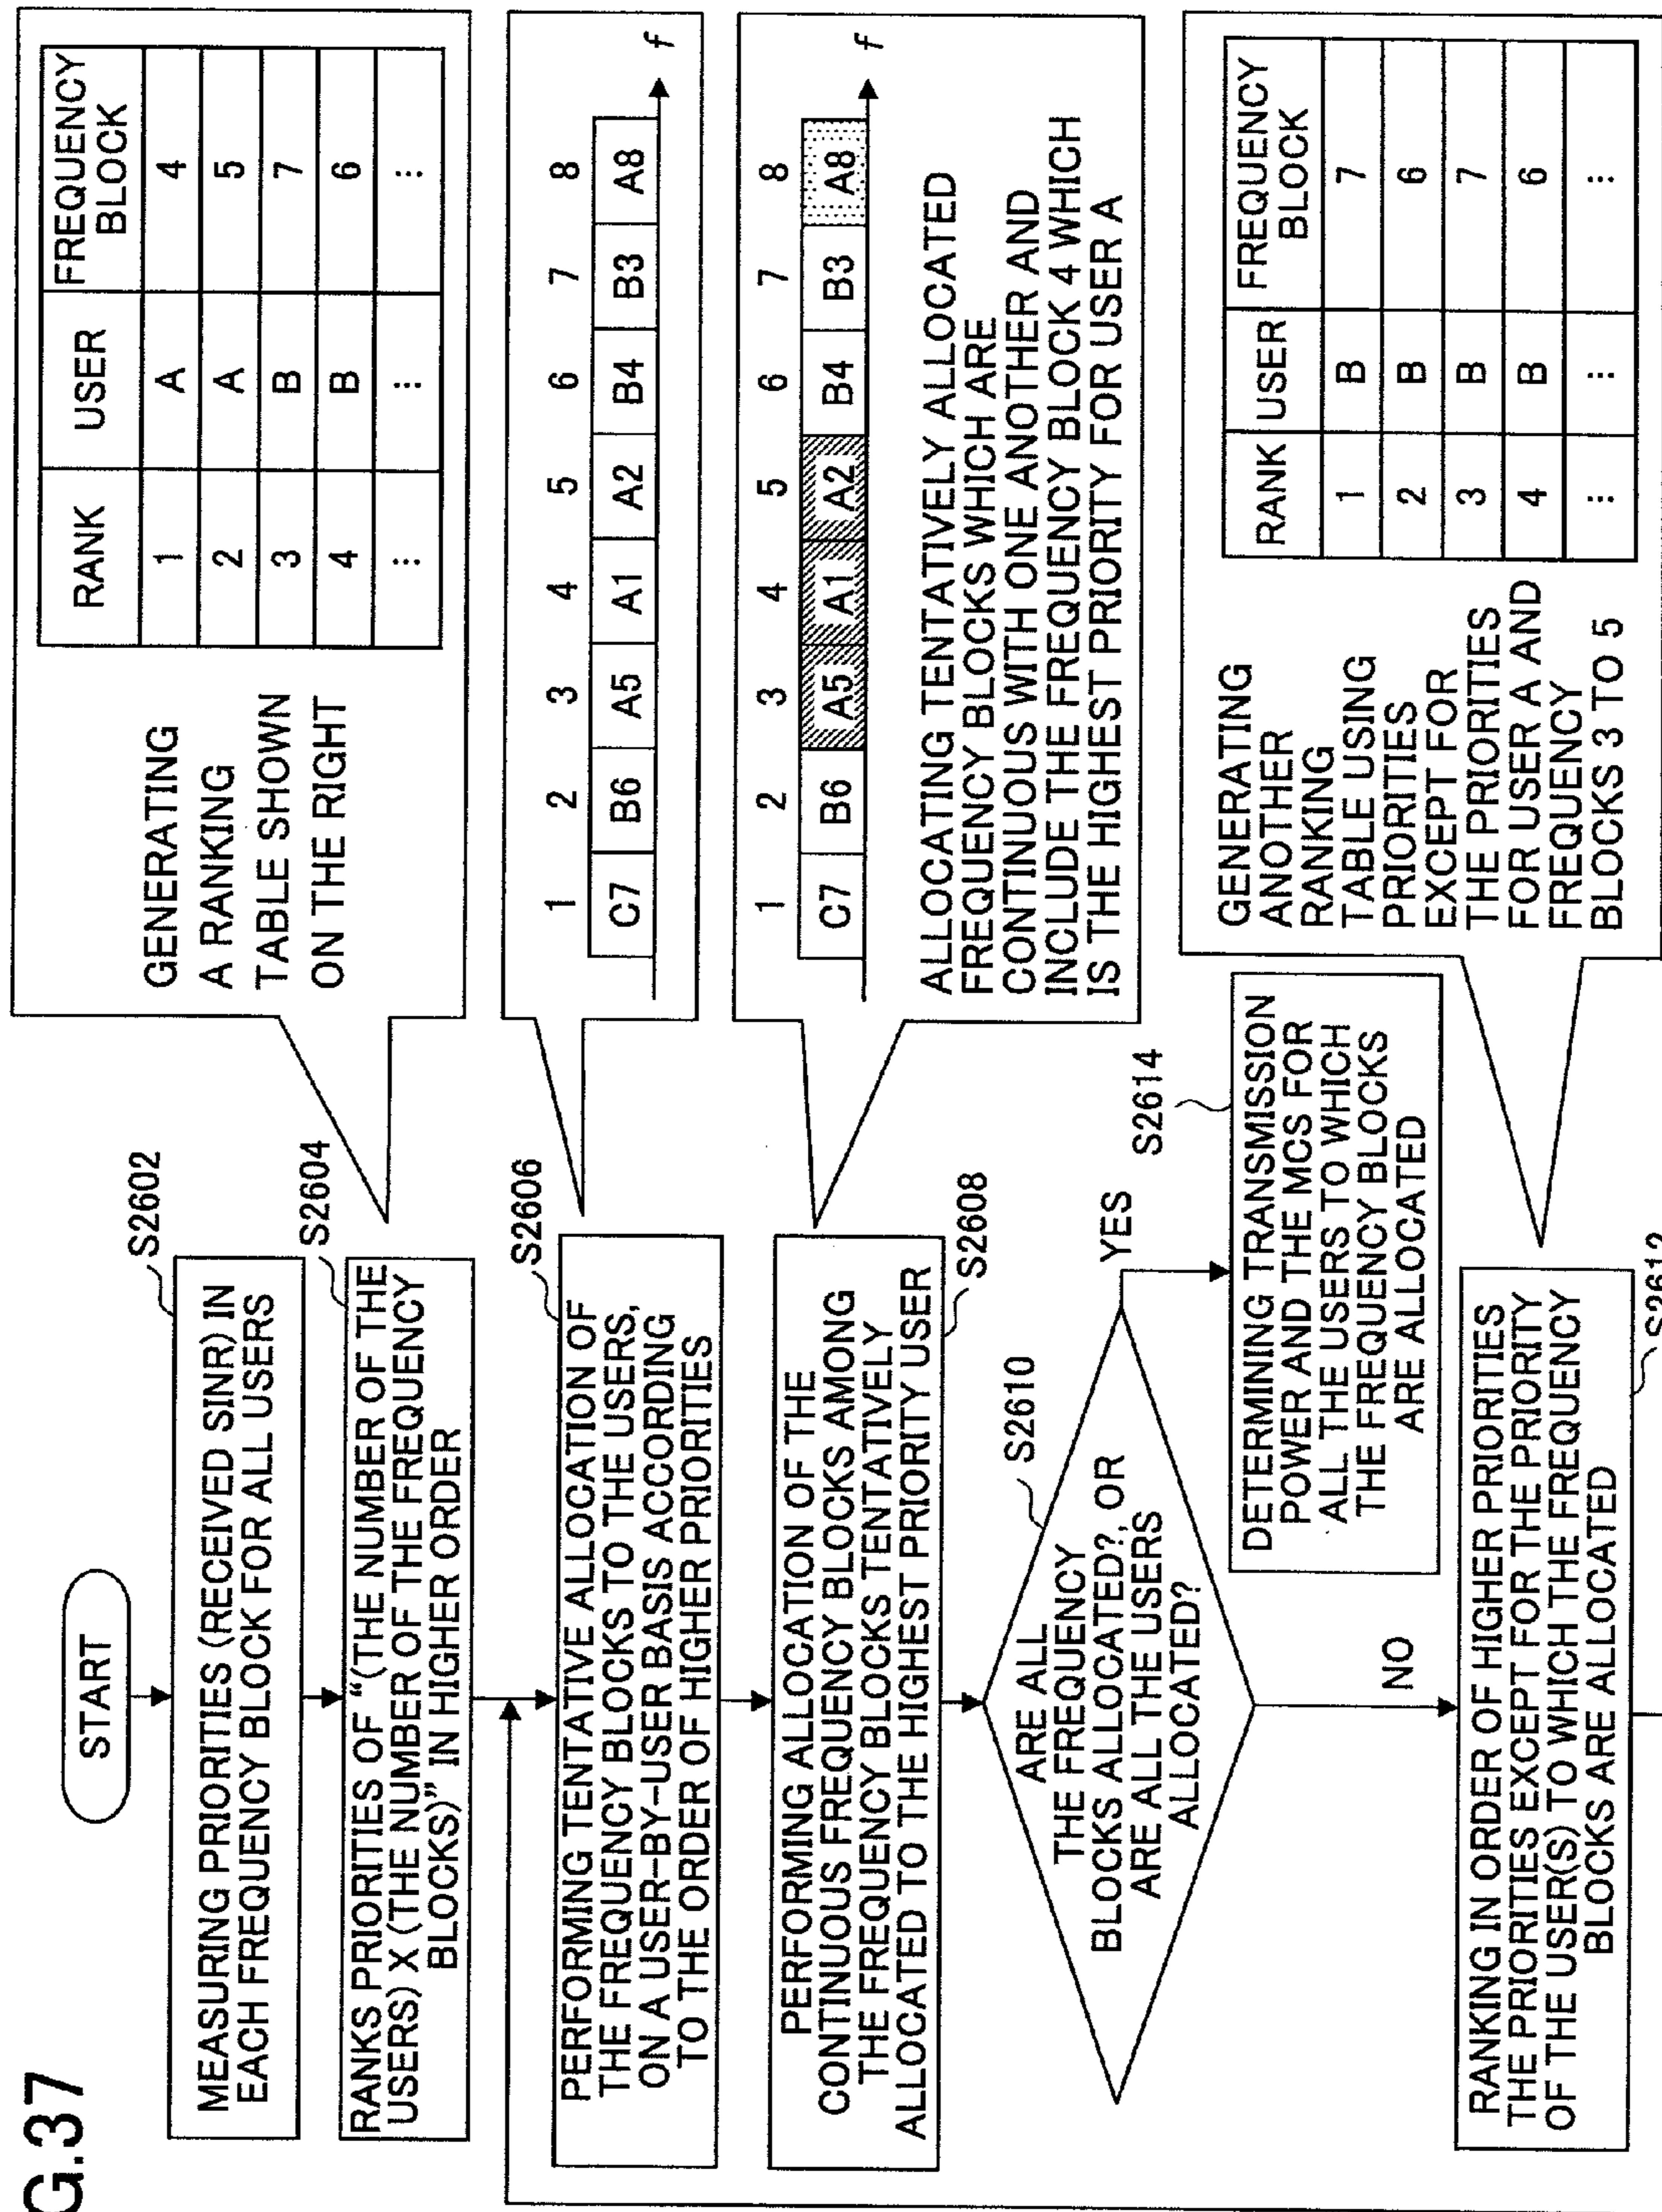 G.37
START
MEASURING PRIORITIES (RECEIVED SINR) IN
EACH FREQUENCY BLOCK FOR ALL USERS
S2602
RANKS PRIORITIES OF “(THE NUMBER OF THE
USERS) X (THE NUMBER OF THE FREQUENCY
BLOCKS)” IN HIGHER ORDER
S2604
GENERATING
A RANKING
TABLE SHOWN
ON THE RIGHT
RANK USER FREQUENCY
BLOCK
1 A 4
2 A 5
3 B 7
4 B 6
⋮ ⋮ ⋮
PERFORMING TENTATIVE ALLOCATION OF
THE FREQUENCY BLOCKS TO THE USERS,
ON A USER-BY-USER BASIS ACCORDING
TO THE ORDER OF HIGHER PRIORITIES
S2606
1 2 3 4 5 6 7 8
C7 B6 A5 A1 A2 B4 B3 A8
f
PERFORMING ALLOCATION OF THE
CONTINUOUS FREQUENCY BLOCKS AMONG
THE FREQUENCY BLOCKS TENTATIVELY
ALLOCATED TO THE HIGHEST PRIORITY USER
S2608
1 2 3 4 5 6 7 8
C7 B6 A5 A1 A2 B4 B3 A8
f
ALLOCATING TENTATIVELY ALLOCATED
FREQUENCY BLOCKS WHICH ARE
CONTINUOUS WITH ONE ANOTHER AND
INCLUDE THE FREQUENCY BLOCK 4 WHICH
IS THE HIGHEST PRIORITY FOR USER A
ARE ALL
THE FREQUENCY
BLOCKS ALLOCATED?, OR
ARE ALL THE USERS
ALLOCATED?
S2610
YES
NO
S2614
DETERMINING TRANSMISSION
POWER AND THE MCS FOR
ALL THE USERS TO WHICH
THE FREQUENCY BLOCKS
ARE ALLOCATED
RANKING IN ORDER OF HIGHER PRIORITIES
THE PRIORITIES EXCEPT FOR THE PRIORITY
OF THE USER(S) TO WHICH THE FREQUENCY
BLOCKS ARE ALLOCATED
S2612
GENERATING
ANOTHER
RANKING
TABLE USING
PRIORITIES
EXCEPT FOR
THE PRIORITIES
FOR USER A AND
FREQUENCY
BLOCKS 3 TO 5
RANK USER FREQUENCY
BLOCK
1 B 7
2 B 6
3 B 7
4 B 6
⋮ ⋮ ⋮